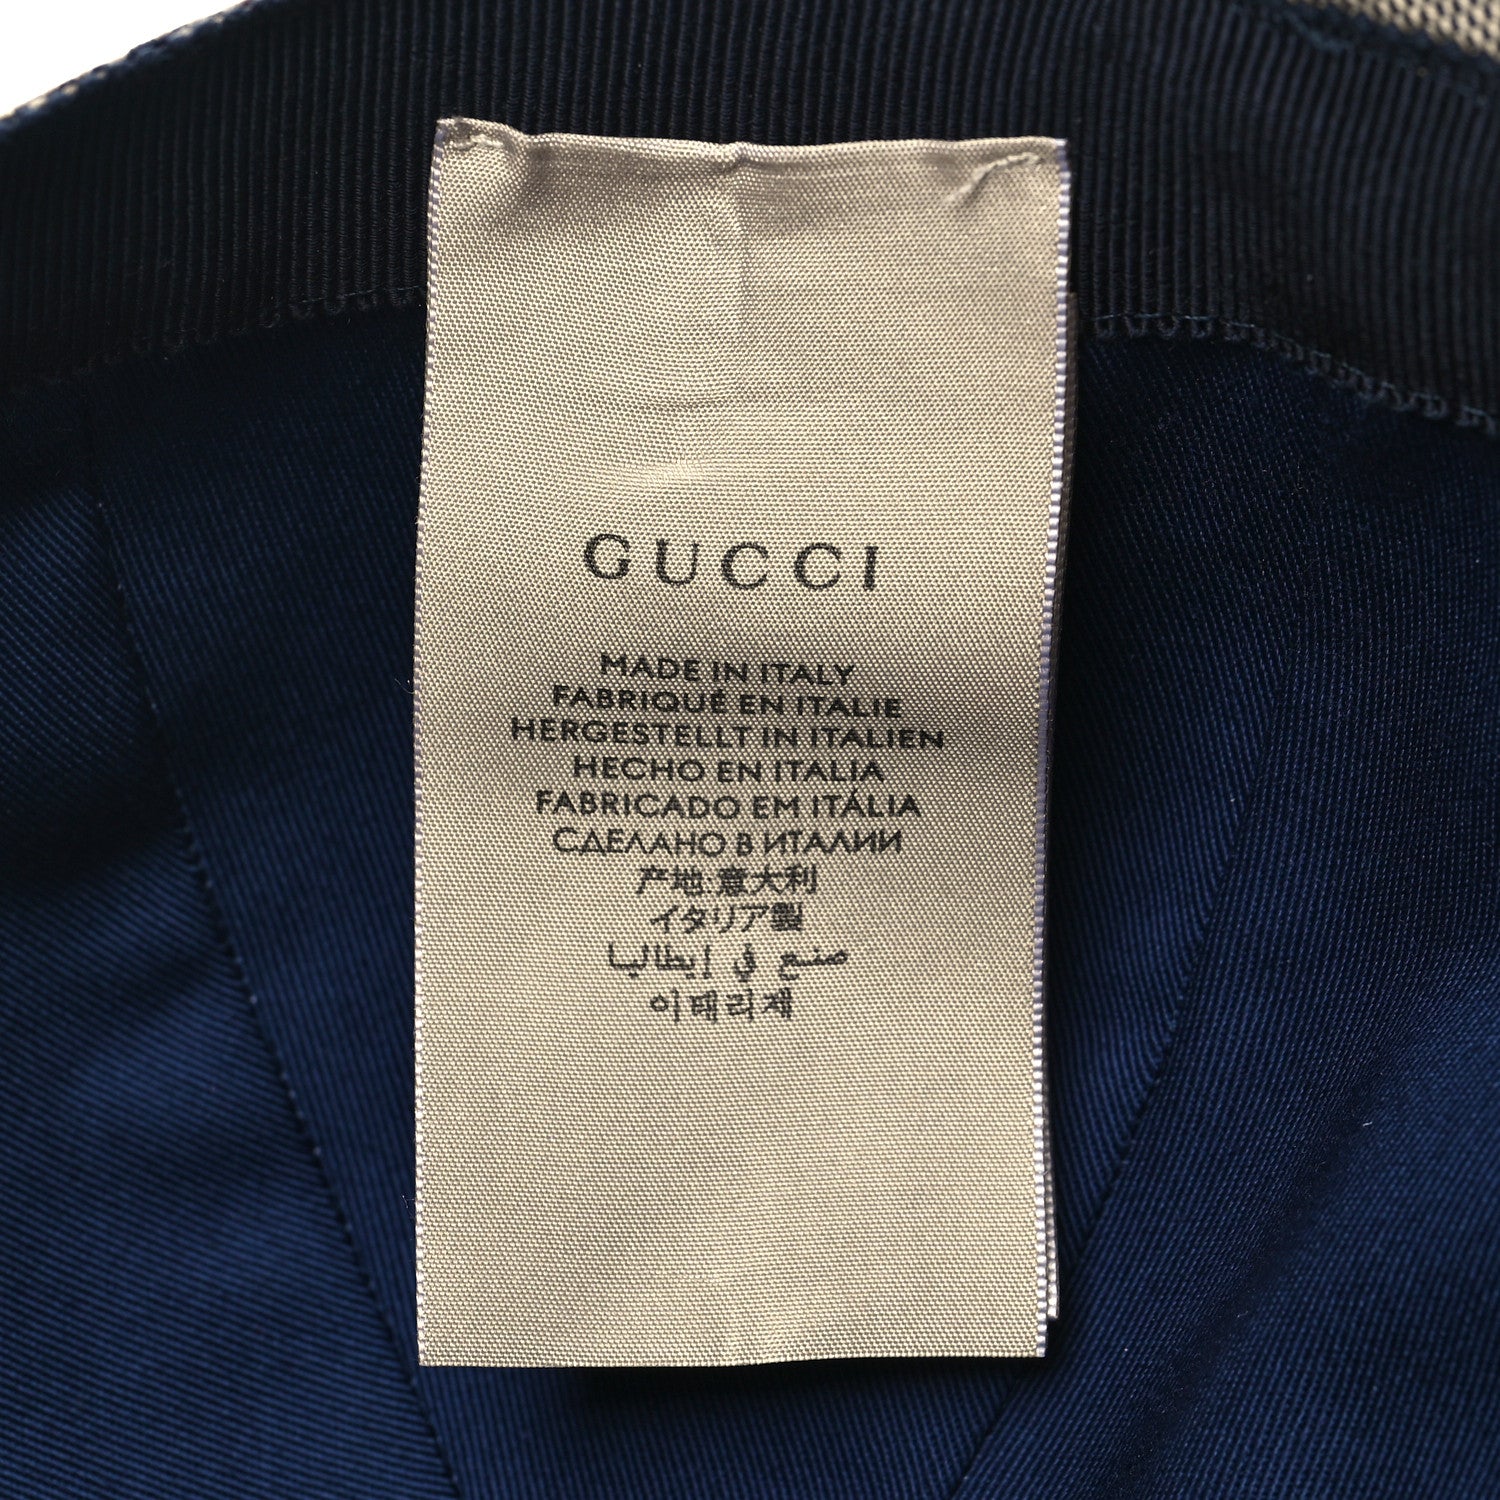 GUCCI
MADE IN ITALY
FABRIQUÉ EN ITALIE
HERGESTELLT IN ITALIEN
HECHO EN ITALIA
FABRICADO EM ITÁLIA
СДЕЛАНО В ИТАЛИИ
产地:意大利
イタリア製
صنع في إيطاليا
이태리제